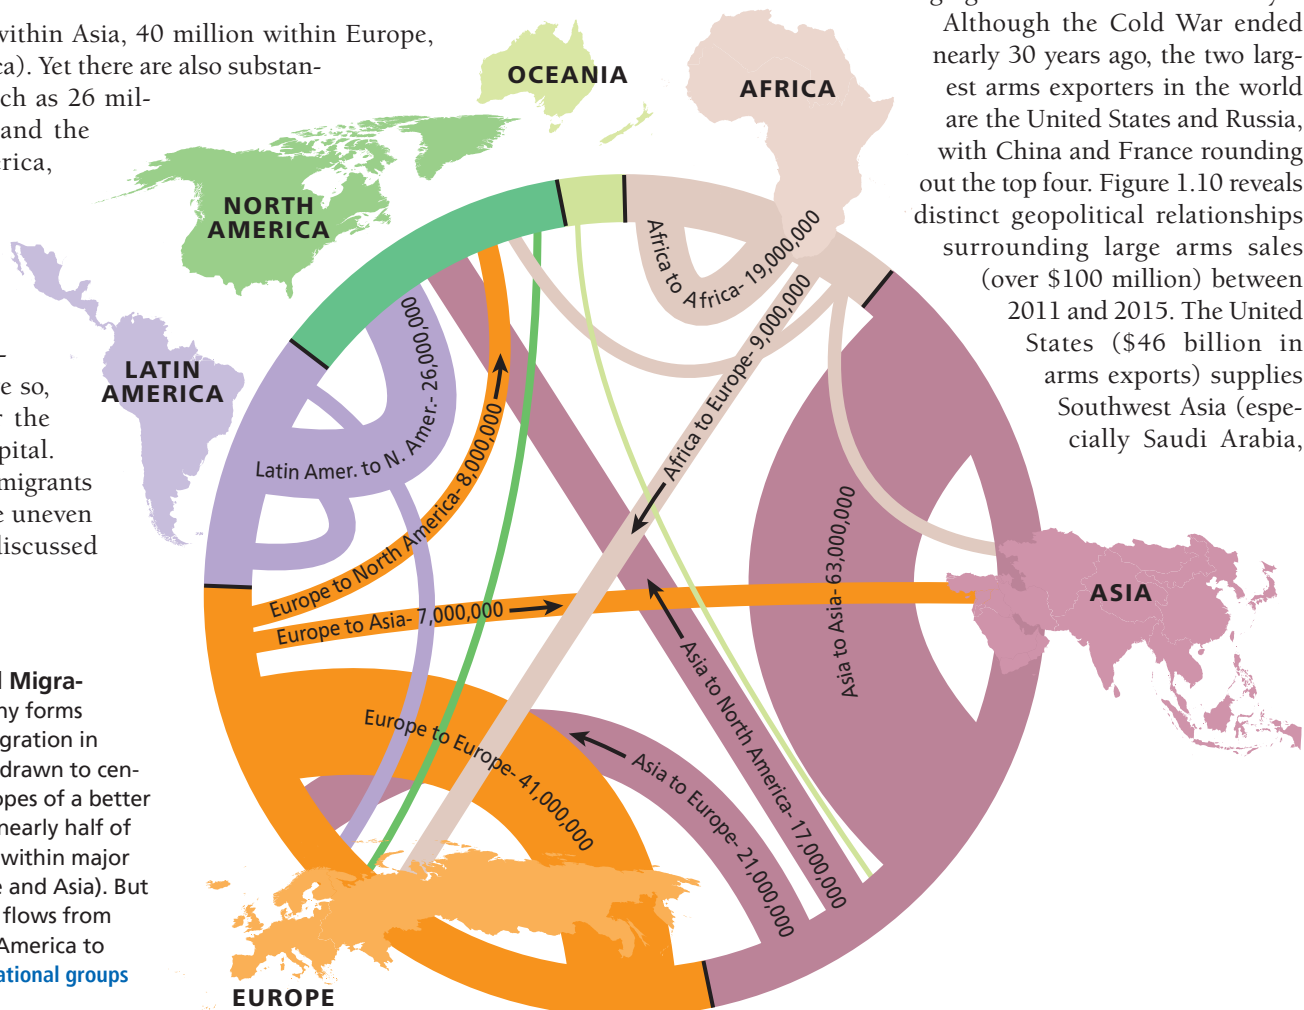 within Asia, 40 million within Europe,
ca). Yet there are also substan-
ch as 26 mil-
and the
erica,
re so,
r the
pital.
migrants
e uneven
discussed
l Migra-
ny forms
gration in
drawn to cen-
opes of a better
nearly half of
within major
e and Asia). But
flows from
America to
ational groups
OCEANIA
AFRICA
NORTH
AMERICA
LATIN
AMERICA
ASIA
EUROPE
Africa to Africa- 19,000,000
Africa to Europe- 9,000,000
Latin Amer. to N. Amer.- 26,000,000
Europe to North America- 8,000,000
Europe to Asia- 7,000,000
Europe to Europe- 41,000,000
Asia to Europe- 21,000,000
Asia to North America- 17,000,000
Asia to Asia- 63,000,000
Although the Cold War ended
nearly 30 years ago, the two larg-
est arms exporters in the world
are the United States and Russia,
with China and France rounding
out the top four. Figure 1.10 reveals
distinct geopolitical relationships
surrounding large arms sales
(over $100 million) between
2011 and 2015. The United
States ($46 billion in
arms exports) supplies
Southwest Asia (espe-
cially Saudi Arabia,